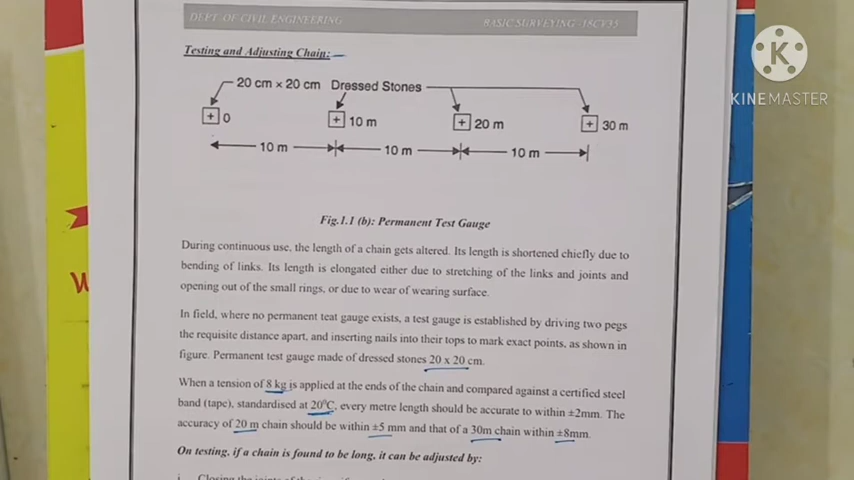 DEPT. OF CIVIL ENGINEERING BASIC SURVEYING -18CV35
Testing and Adjusting Chain:
20 cm × 20 cm Dressed Stones
0 10 m 20 m 30 m
10 m 10 m 10 m
Fig.1.1 (b): Permanent Test Gauge
During continuous use, the length of a chain gets altered. Its length is shortened chiefly due to
bending of links. Its length is elongated either due to stretching of the links and joints and
opening out of the small rings, or due to wear of wearing surface.
In field, where no permanent teat gauge exists, a test gauge is established by driving two pegs
the requisite distance apart, and inserting nails into their tops to mark exact points, as shown in
figure. Permanent test gauge made of dressed stones 20 x 20 cm.
When a tension of 8 kg is applied at the ends of the chain and compared against a certified steel
band (tape), standardised at 20⁰C, every metre length should be accurate to within ±2mm. The
accuracy of 20 m chain should be within ±5 mm and that of a 30m chain within ±8mm.
On testing, if a chain is found to be long, it can be adjusted by:
i. Closing the joints of the
KINEMASTER